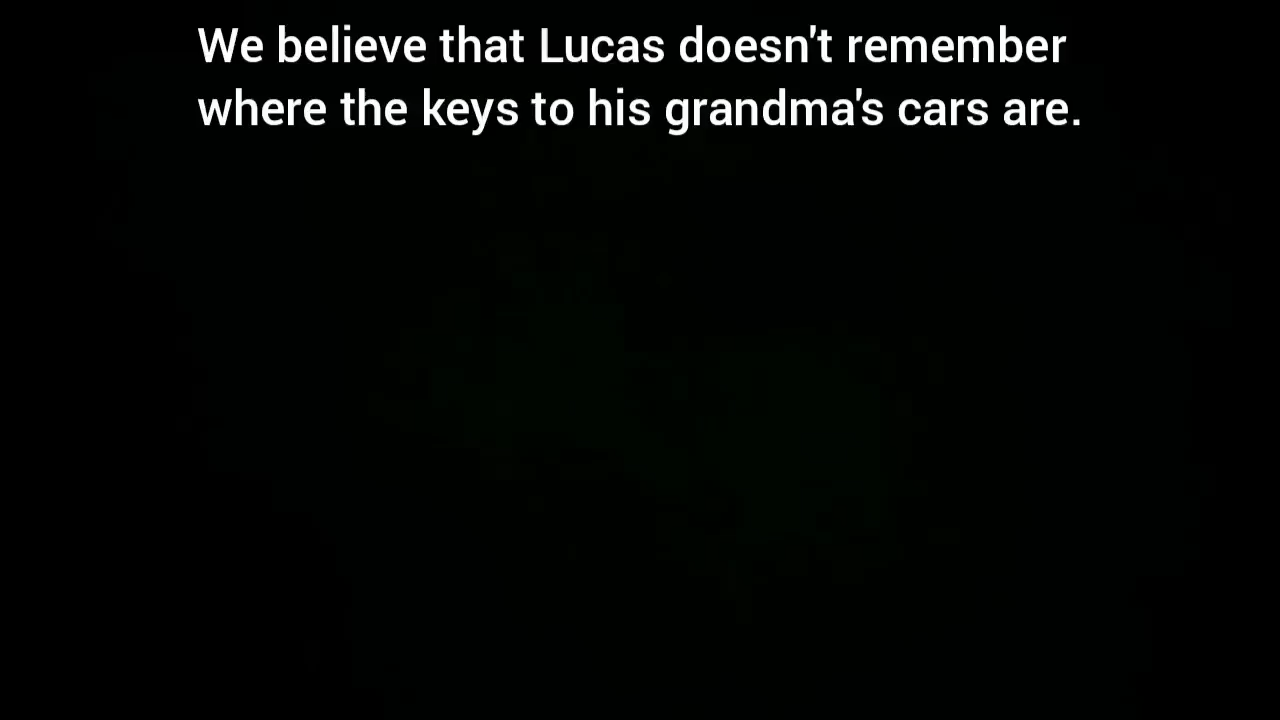 We believe that Lucas doesn't remember
where the keys to his grandma's cars are.